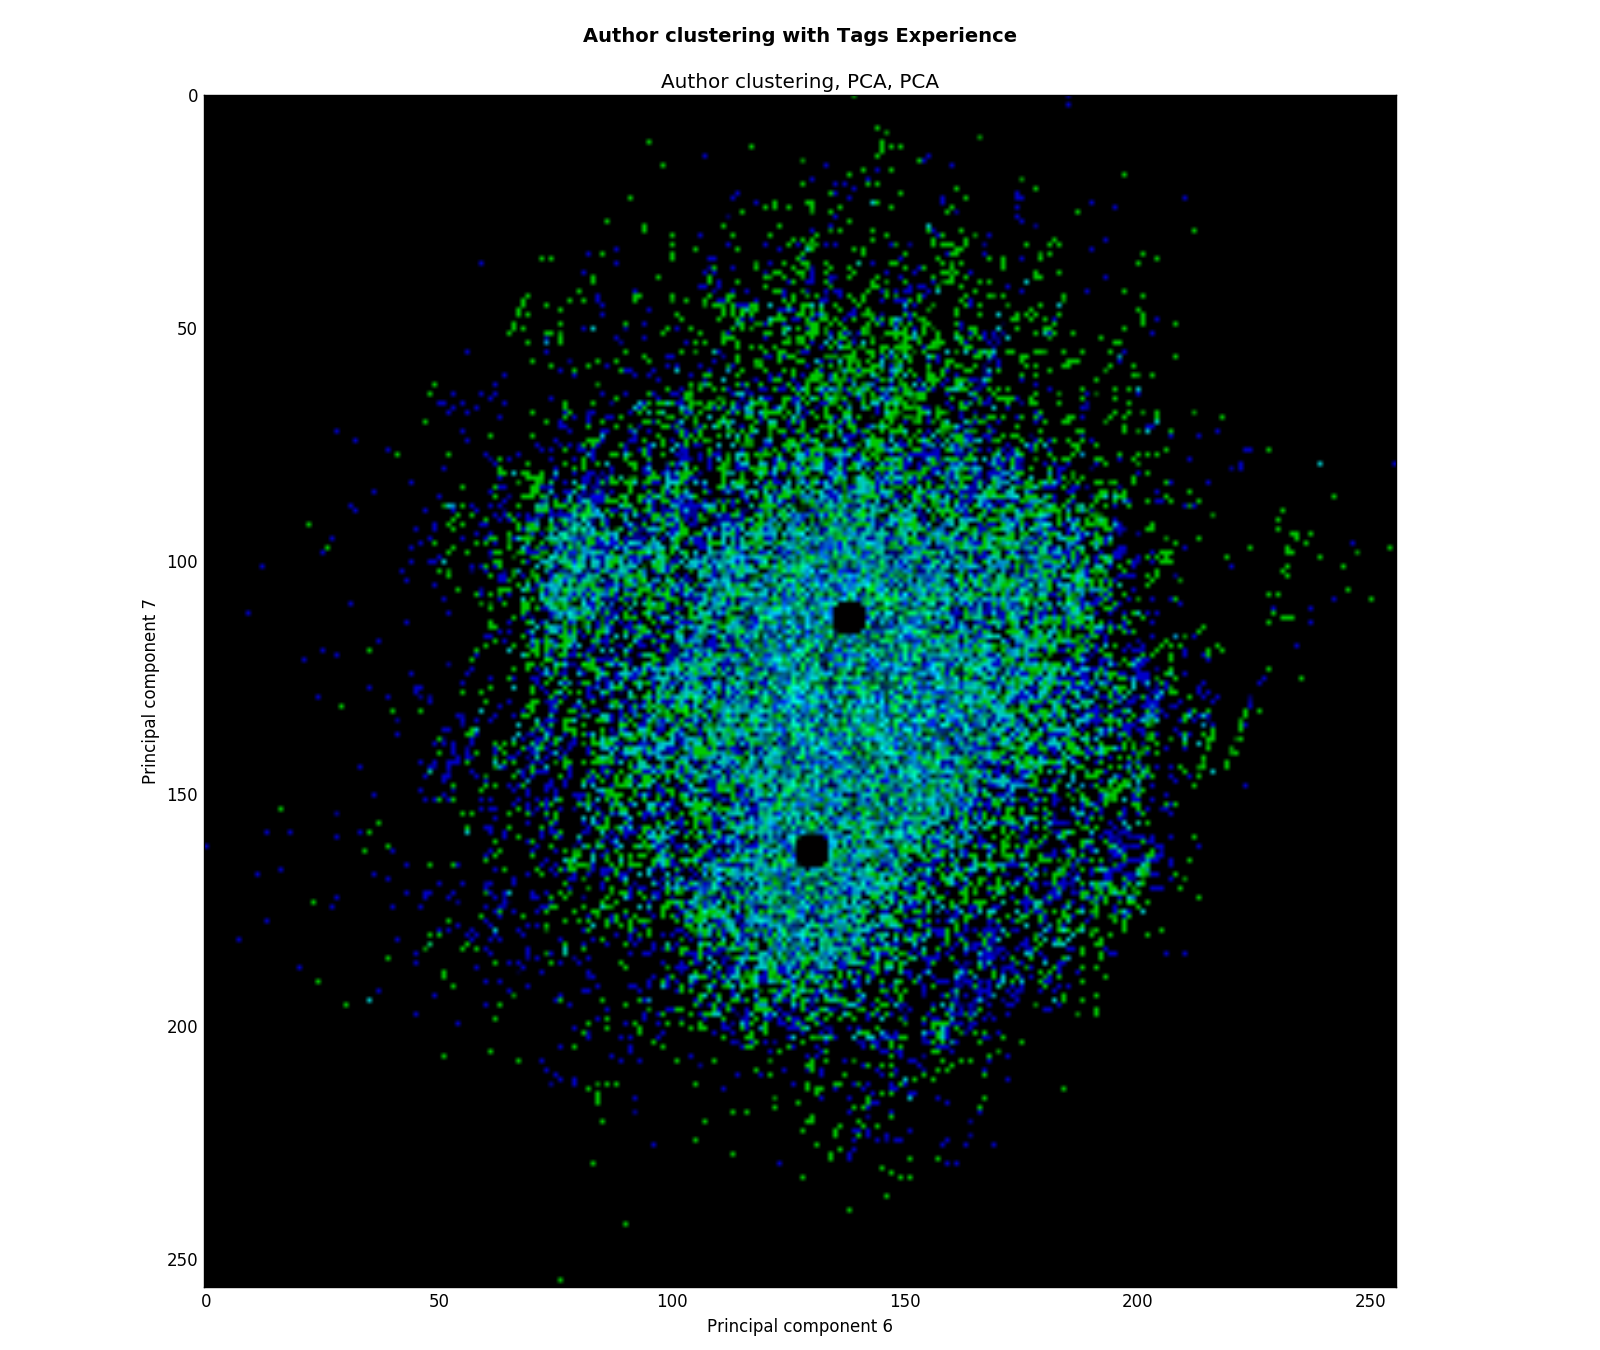 Author clustering with Tags Experience
Author clustering, PCA, PCA
0
50
100
150
200
250
Principal component 7
0 50 100 150 200 250
Principal component 6